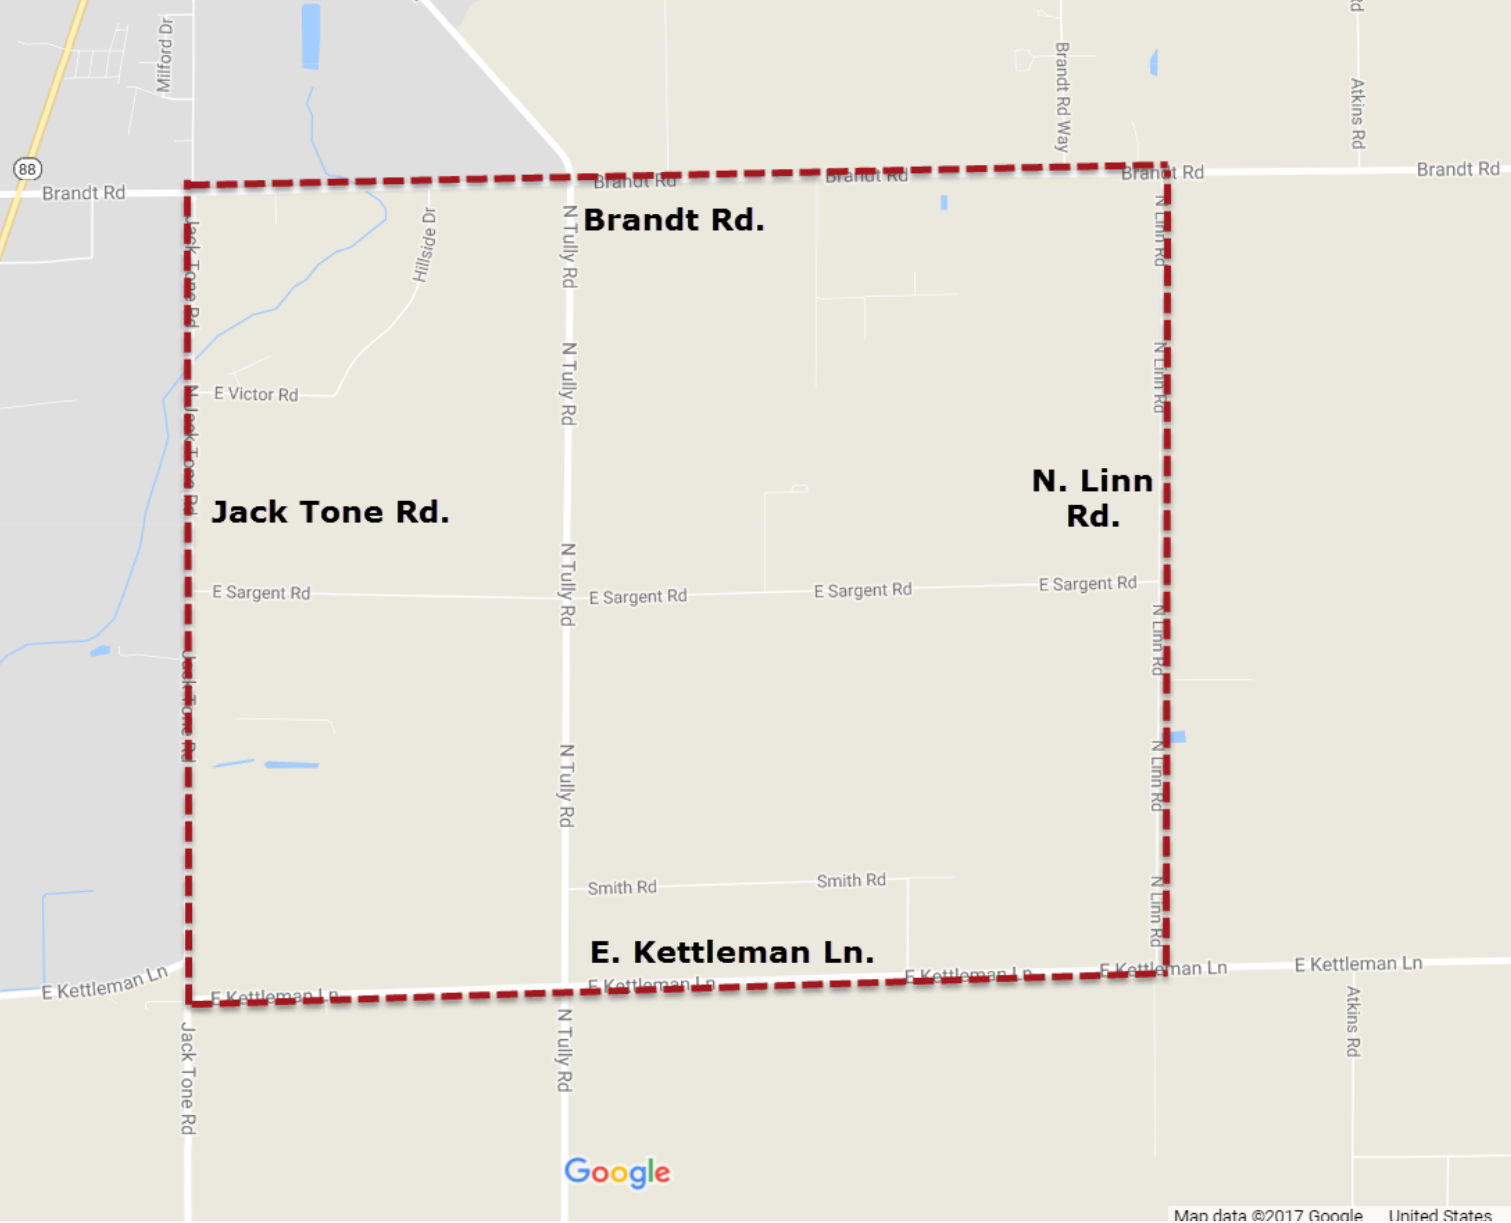 Rd
Milford Dr
Brandt Rd Way
Atkins Rd
88
Brandt Rd
Brandt Rd
Brandt Rd
Brandt Rd
Brandt Rd
Brandt Rd.
Jack Tone Rd
Hillside Dr
N Tully Rd
N Linn Rd
N Tully Rd
N Linn Rd
E Victor Rd
N Jack Tone Rd
N. Linn
Rd.
Jack Tone Rd.
N Tully Rd
E Sargent Rd
E Sargent Rd
E Sargent Rd
E Sargent Rd
N Linn Rd
Jack Tone Rd
N Tully Rd
N Linn Rd
Smith Rd
Smith Rd
N Linn Rd
E. Kettleman Ln.
E Kettleman Ln
E Kettleman Ln
E Kettleman Ln
E Kettleman Ln
E Kettleman Ln
E Kettleman Ln
Jack Tone Rd
N Tully Rd
Atkins Rd
Google
Map data ©2017 Google United States